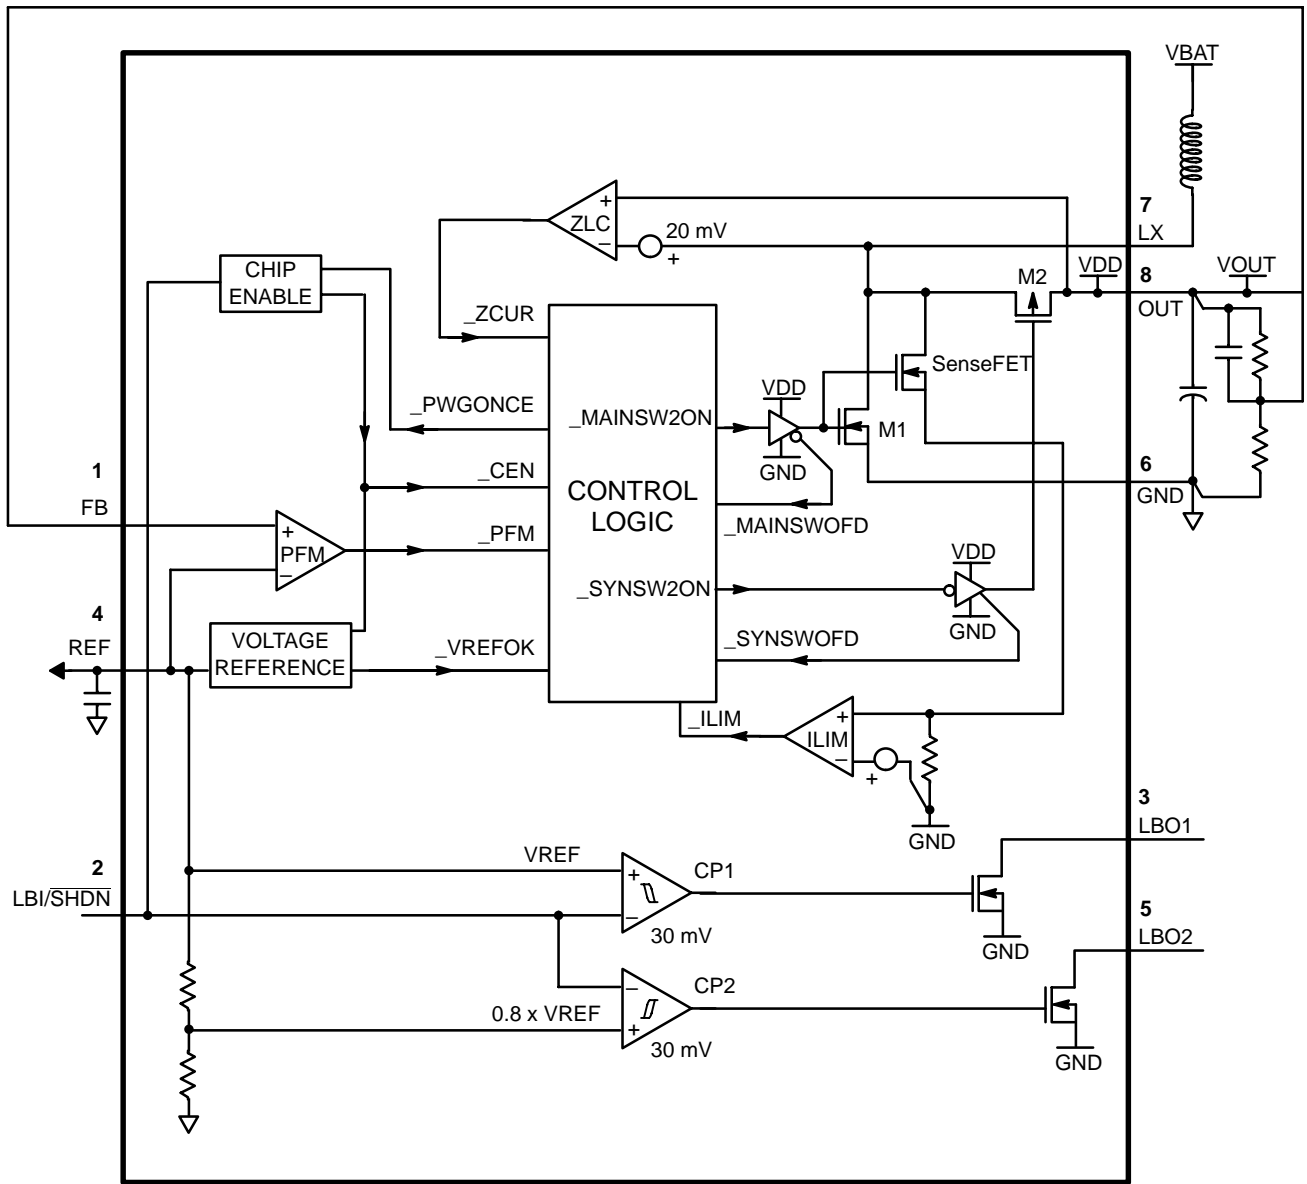 VBAT
7
LX
ZLC
+
−
20 mV
+
CHIP
ENABLE
M2
VDD
8
OUT
VOUT
_ZCUR
SenseFET
_PWGONCE
_MAINSW2ON
VDD
GND
M1
1
FB
_CEN
CONTROL
LOGIC
6
GND
_MAINSWOFD
+
PFM
−
_PFM
_SYNSW2ON
VDD
GND
4
REF
VOLTAGE
REFERENCE
_VREFOK
_SYNSWOFD
_ILIM
+
ILIM
−
+
GND
3
LBO1
2
LBI/SHDN
VREF
+
−
CP1
30 mV
GND
5
LBO2
−
+
CP2
0.8 x VREF
30 mV
GND